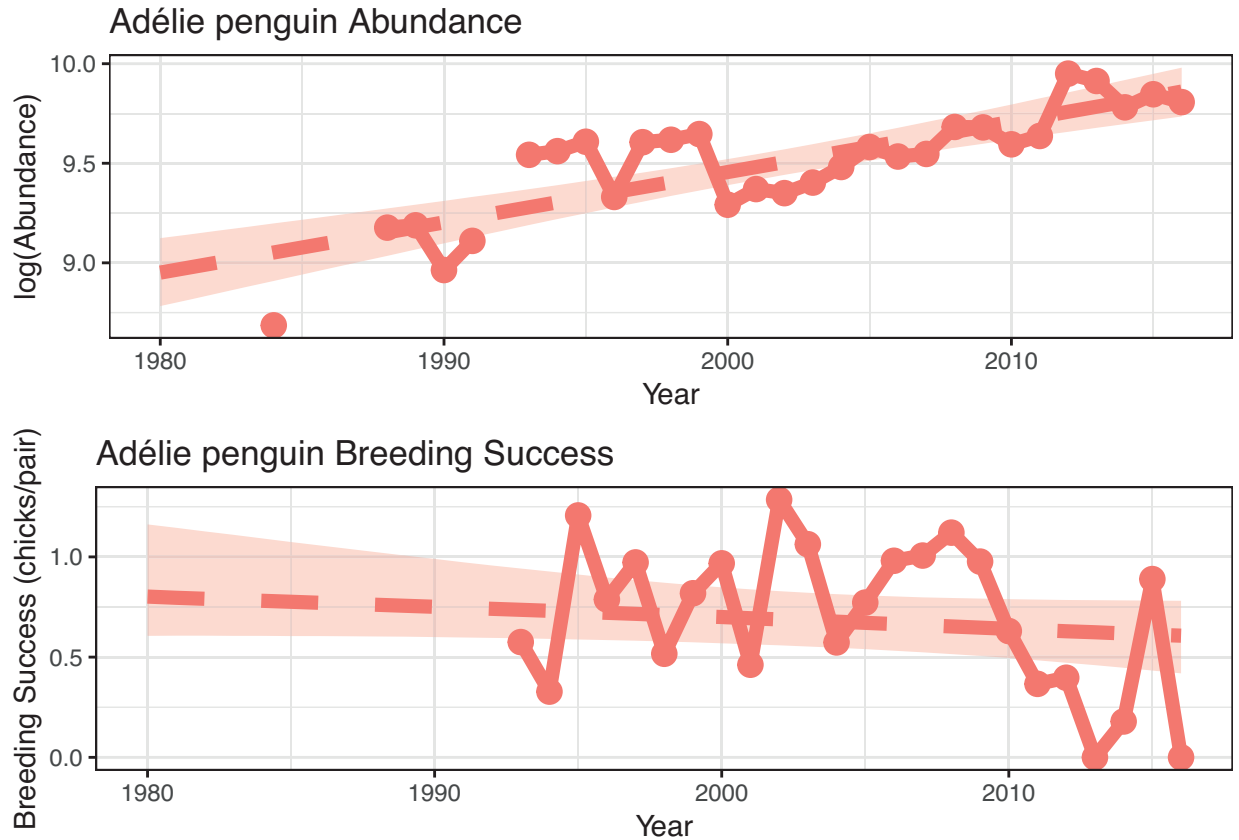 Adélie penguin Abundance
log(Abundance)
10.0
9.5
9.0
1980 1990 2000 2010
Year
Adélie penguin Breeding Success
Breeding Success (chicks/pair)
1.0
0.5
0.0
1980 1990 2000 2010
Year